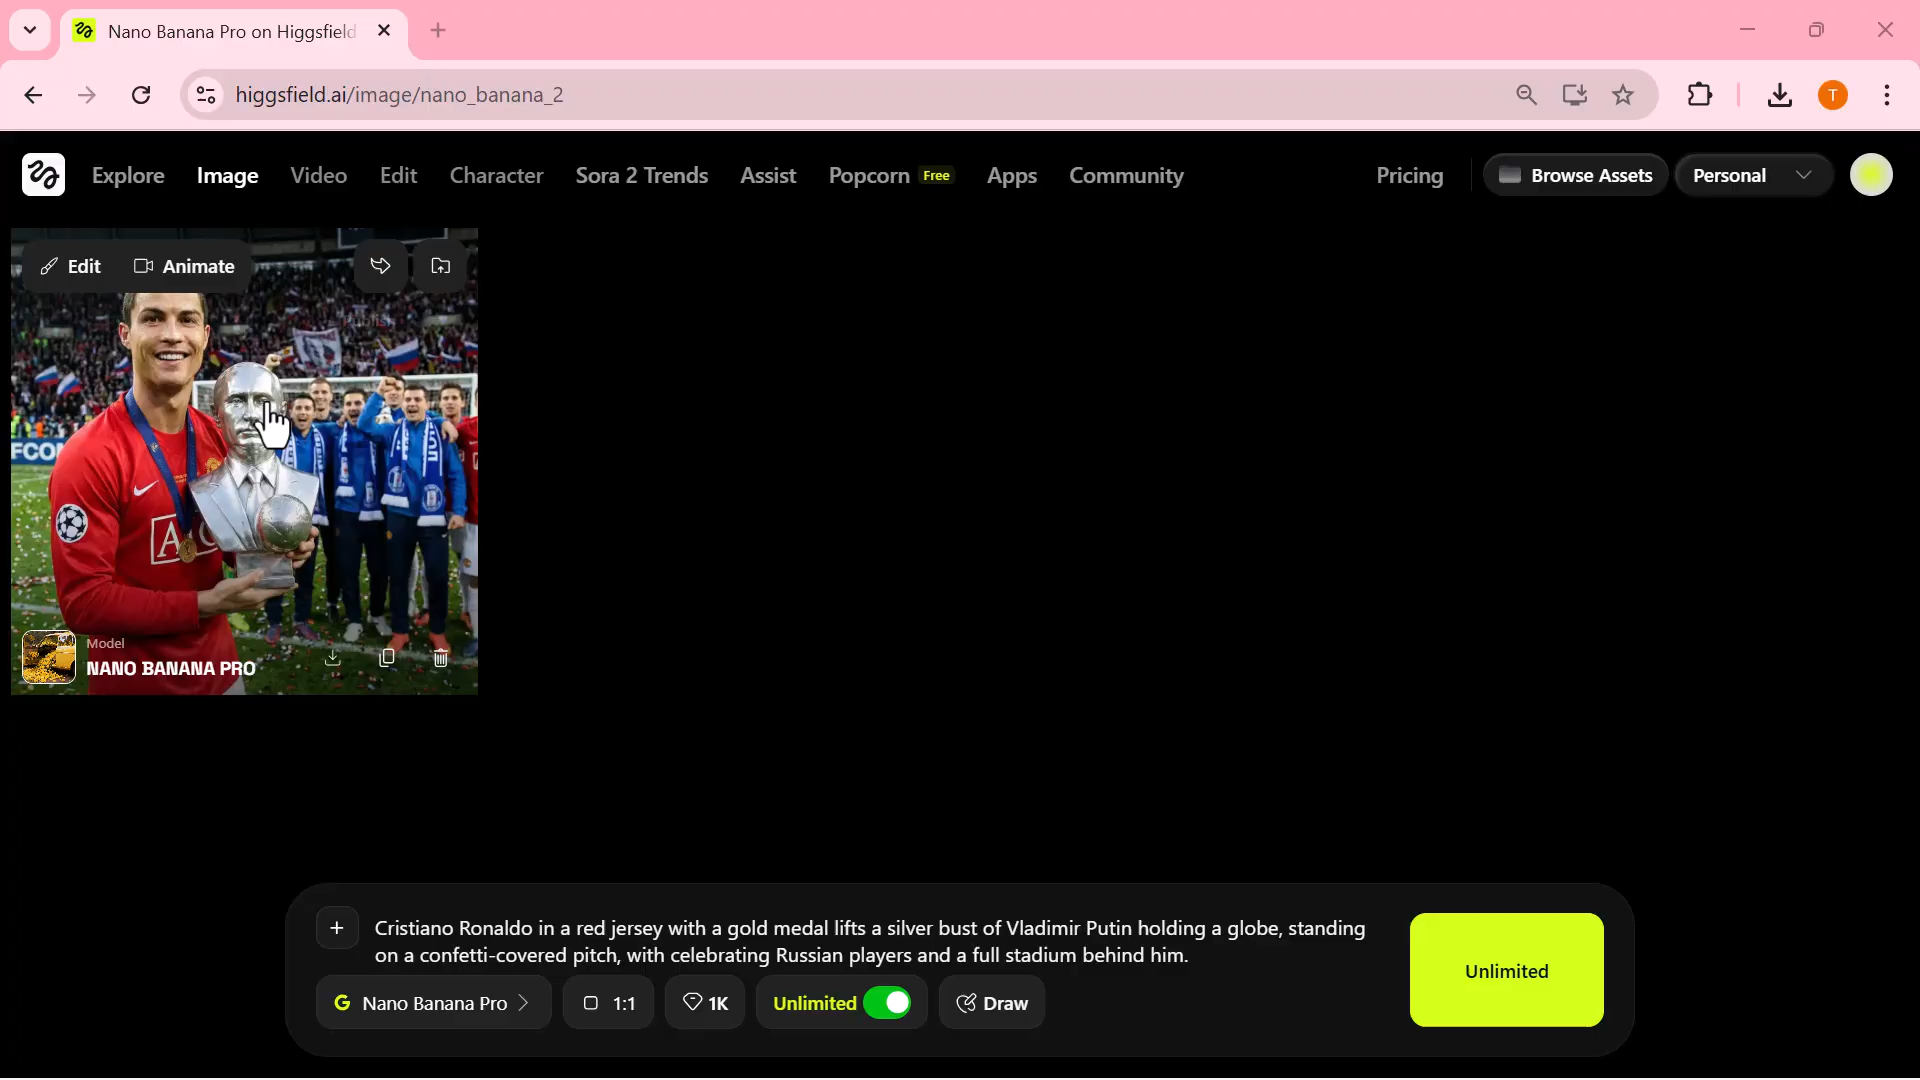 Nano Banana Pro on Higgsfield
higgsfield.ai/image/nano_banana_2
T
Explore Image Video Edit Character Sora 2 Trends Assist Popcorn Free Apps Community Pricing Browse Assets Personal
Edit Animate
Publish
FCO
Model
NANO BANANA PRO
Cristiano Ronaldo in a red jersey with a gold medal lifts a silver bust of Vladimir Putin holding a globe, standing
on a confetti-covered pitch, with celebrating Russian players and a full stadium behind him.
Unlimited
G Nano Banana Pro 1:1 1K Unlimited Draw